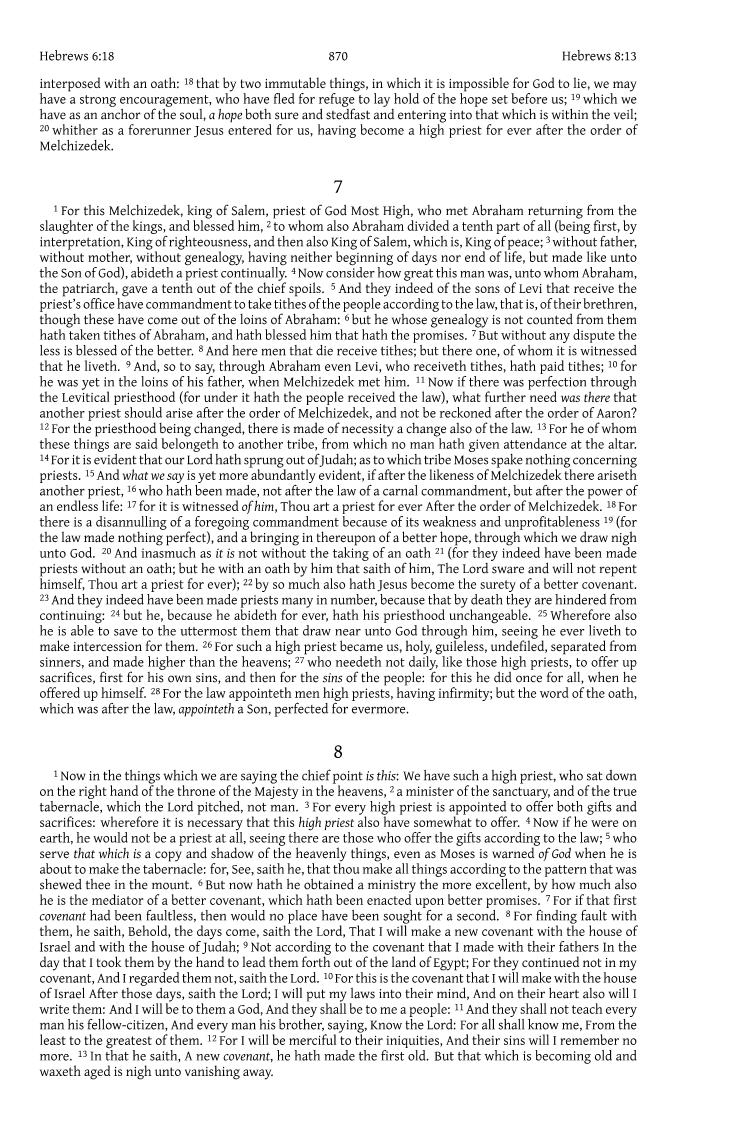 Hebrews 6:18 870 Hebrews 8:13
interposed with an oath: 18 that by two immutable things, in which it is impossible for God to lie, we may
have a strong encouragement, who have fled for refuge to lay hold of the hope set before us; 19 which we
have as an anchor of the soul, a hope both sure and stedfast and entering into that which is within the veil;
20 whither as a forerunner Jesus entered for us, having become a high priest for ever after the order of
Melchizedek.
7
1 For this Melchizedek, king of Salem, priest of God Most High, who met Abraham returning from the
slaughter of the kings, and blessed him, 2 to whom also Abraham divided a tenth part of all (being first, by
interpretation, King of righteousness, and then also King of Salem, which is, King of peace; 3 without father,
without mother, without genealogy, having neither beginning of days nor end of life, but made like unto
the Son of God), abideth a priest continually. 4 Now consider how great this man was, unto whom Abraham,
the patriarch, gave a tenth out of the chief spoils. 5 And they indeed of the sons of Levi that receive the
priest's office have commandment to take tithes of the people according to the law, that is, of their brethren,
though these have come out of the loins of Abraham: 6 but he whose genealogy is not counted from them
hath taken tithes of Abraham, and hath blessed him that hath the promises. 7 But without any dispute the
less is blessed of the better. 8 And here men that die receive tithes; but there one, of whom it is witnessed
that he liveth. 9 And, so to say, through Abraham even Levi, who receiveth tithes, hath paid tithes; 10 for
he was yet in the loins of his father, when Melchizedek met him. 11 Now if there was perfection through
the Levitical priesthood (for under it hath the people received the law), what further need was there that
another priest should arise after the order of Melchizedek, and not be reckoned after the order of Aaron?
12 For the priesthood being changed, there is made of necessity a change also of the law. 13 For he of whom
these things are said belongeth to another tribe, from which no man hath given attendance at the altar.
14 For it is evident that our Lord hath sprung out of Judah; as to which tribe Moses spake nothing concerning
priests. 15 And what we say is yet more abundantly evident, if after the likeness of Melchizedek there ariseth
another priest, 16 who hath been made, not after the law of a carnal commandment, but after the power of
an endless life: 17 for it is witnessed of him, Thou art a priest for ever After the order of Melchizedek. 18 For
there is a disannulling of a foregoing commandment because of its weakness and unprofitableness 19 (for
the law made nothing perfect), and a bringing in thereupon of a better hope, through which we draw nigh
unto God. 20 And inasmuch as it is not without the taking of an oath 21 (for they indeed have been made
priests without an oath; but he with an oath by him that saith of him, The Lord sware and will not repent
himself, Thou art a priest for ever); 22 by so much also hath Jesus become the surety of a better covenant.
23 And they indeed have been made priests many in number, because that by death they are hindered from
continuing: 24 but he, because he abideth for ever, hath his priesthood unchangeable. 25 Wherefore also
he is able to save to the uttermost them that draw near unto God through him, seeing he ever liveth to
make intercession for them. 26 For such a high priest became us, holy, guileless, undefiled, separated from
sinners, and made higher than the heavens; 27 who needeth not daily, like those high priests, to offer up
sacrifices, first for his own sins, and then for the sins of the people: for this he did once for all, when he
offered up himself. 28 For the law appointeth men high priests, having infirmity; but the word of the oath,
which was after the law, appointeth a Son, perfected for evermore.
8
1 Now in the things which we are saying the chief point is this: We have such a high priest, who sat down
on the right hand of the throne of the Majesty in the heavens, 2 a minister of the sanctuary, and of the true
tabernacle, which the Lord pitched, not man. 3 For every high priest is appointed to offer both gifts and
sacrifices: wherefore it is necessary that this high priest also have somewhat to offer. 4 Now if he were on
earth, he would not be a priest at all, seeing there are those who offer the gifts according to the law; 5 who
serve that which is a copy and shadow of the heavenly things, even as Moses is warned of God when he is
about to make the tabernacle: for, See, saith he, that thou make all things according to the pattern that was
shewed thee in the mount. 6 But now hath he obtained a ministry the more excellent, by how much also
he is the mediator of a better covenant, which hath been enacted upon better promises. 7 For if that first
covenant had been faultless, then would no place have been sought for a second. 8 For finding fault with
them, he saith, Behold, the days come, saith the Lord, That I will make a new covenant with the house of
Israel and with the house of Judah; 9 Not according to the covenant that I made with their fathers In the
day that I took them by the hand to lead them forth out of the land of Egypt; For they continued not in my
covenant, And I regarded them not, saith the Lord. 10 For this is the covenant that I will make with the house
of Israel After those days, saith the Lord; I will put my laws into their mind, And on their heart also will I
write them: And I will be to them a God, And they shall be to me a people: 11 And they shall not teach every
man his fellow-citizen, And every man his brother, saying, Know the Lord: For all shall know me, From the
least to the greatest of them. 12 For I will be merciful to their iniquities, And their sins will I remember no
more. 13 In that he saith, A new covenant, he hath made the first old. But that which is becoming old and
waxeth aged is nigh unto vanishing away.